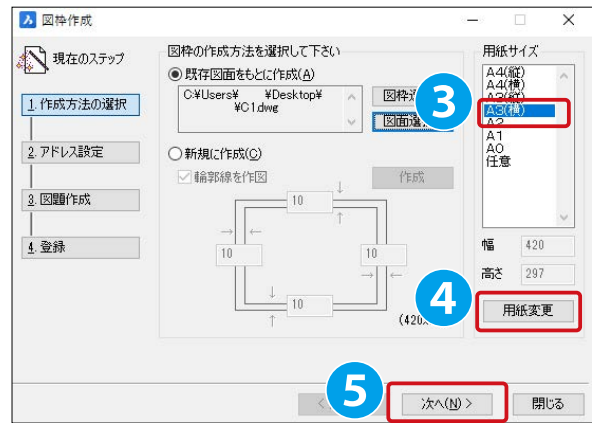 図枠作成
現在のステップ
1. 作成方法の選択
2. アドレス設定
3. 図題作成
4. 登録
図枠の作成方法を選択して下さい
既存図面をもとに作成(A)
C:¥Users¥ ¥Desktop¥
¥C1.dwg
図枠
図面選
新規に作成(C)
輪郭線を作図
作成
10
10
10
10
(420
用紙サイズ
A4(縦)
A4(横)
A3(縦)
A3(横)
A2
A1
A0
任意
幅 420
高さ 297
用紙変更
3
4
5
次へ(N) >
閉じる